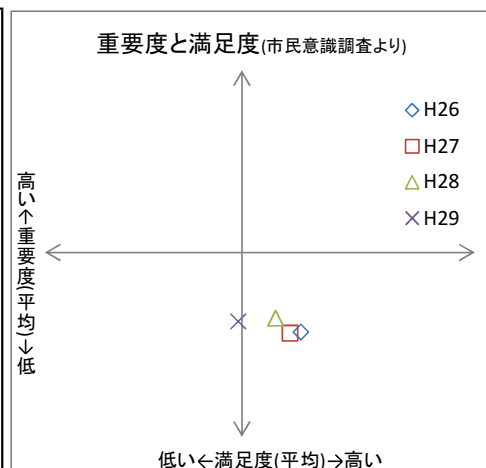 重要度と満足度(市民意識調査より)
H26
H27
H28
H29
高い↑重要度(平均)↓低
低い←満足度(平均)→高い